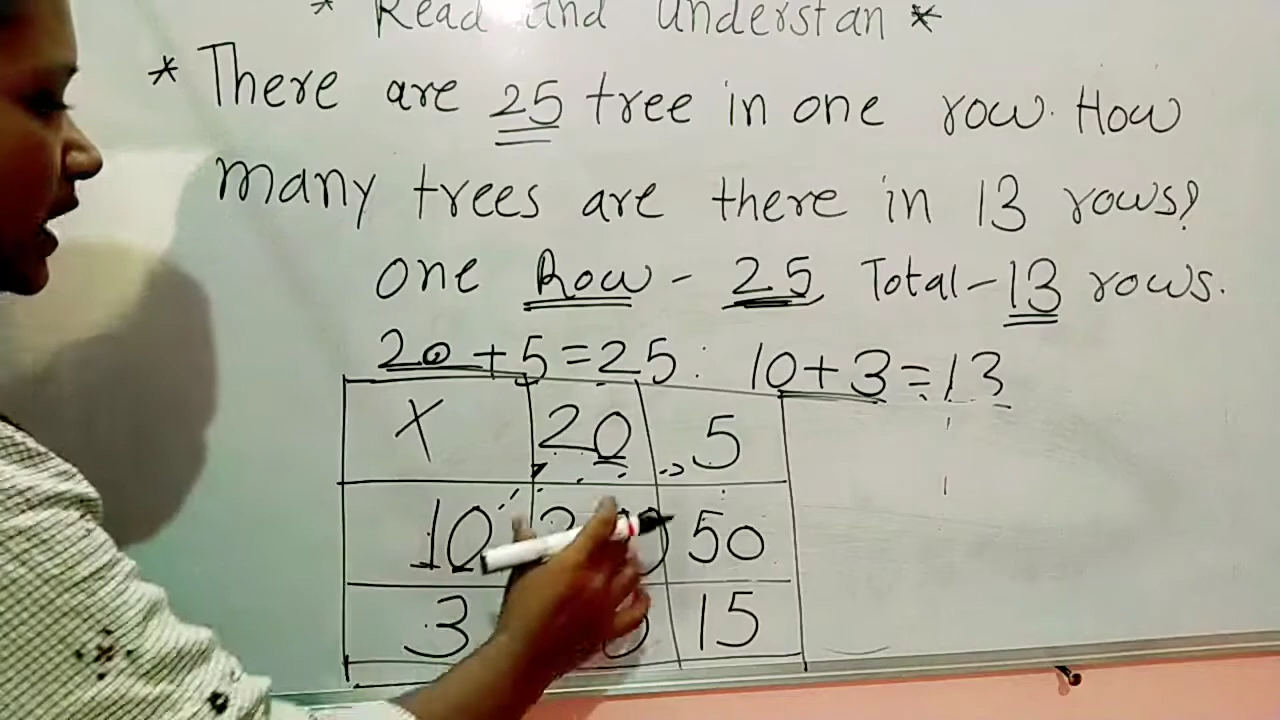 * Read and Understan *
* There are 25 tree in one row. How
many trees are there in 13 rows?
one Row - 25 Total - 13 rows.
20 + 5 = 25 : 10 + 3 = 13
X 20 5
10 50
3 15